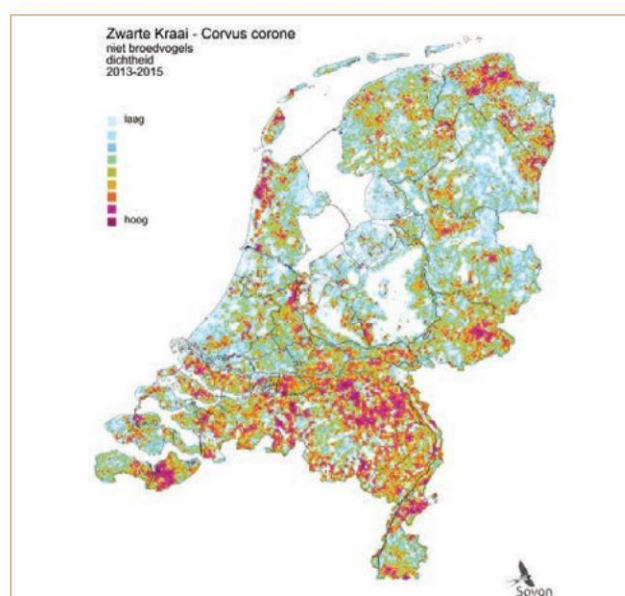 Zwarte Kraai - Corvus corone
niet broedvogels
dichtheid
2013-2015
laag
hoog
Sovon